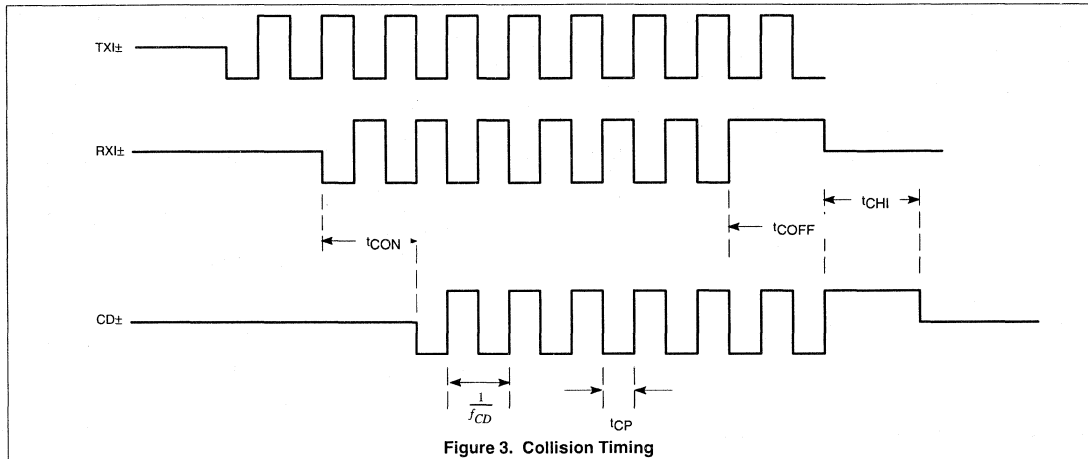 TXI±
RXI±
tCHI
tCON
tCOFF
CD±
1
fCD
tCP
Figure 3. Collision Timing